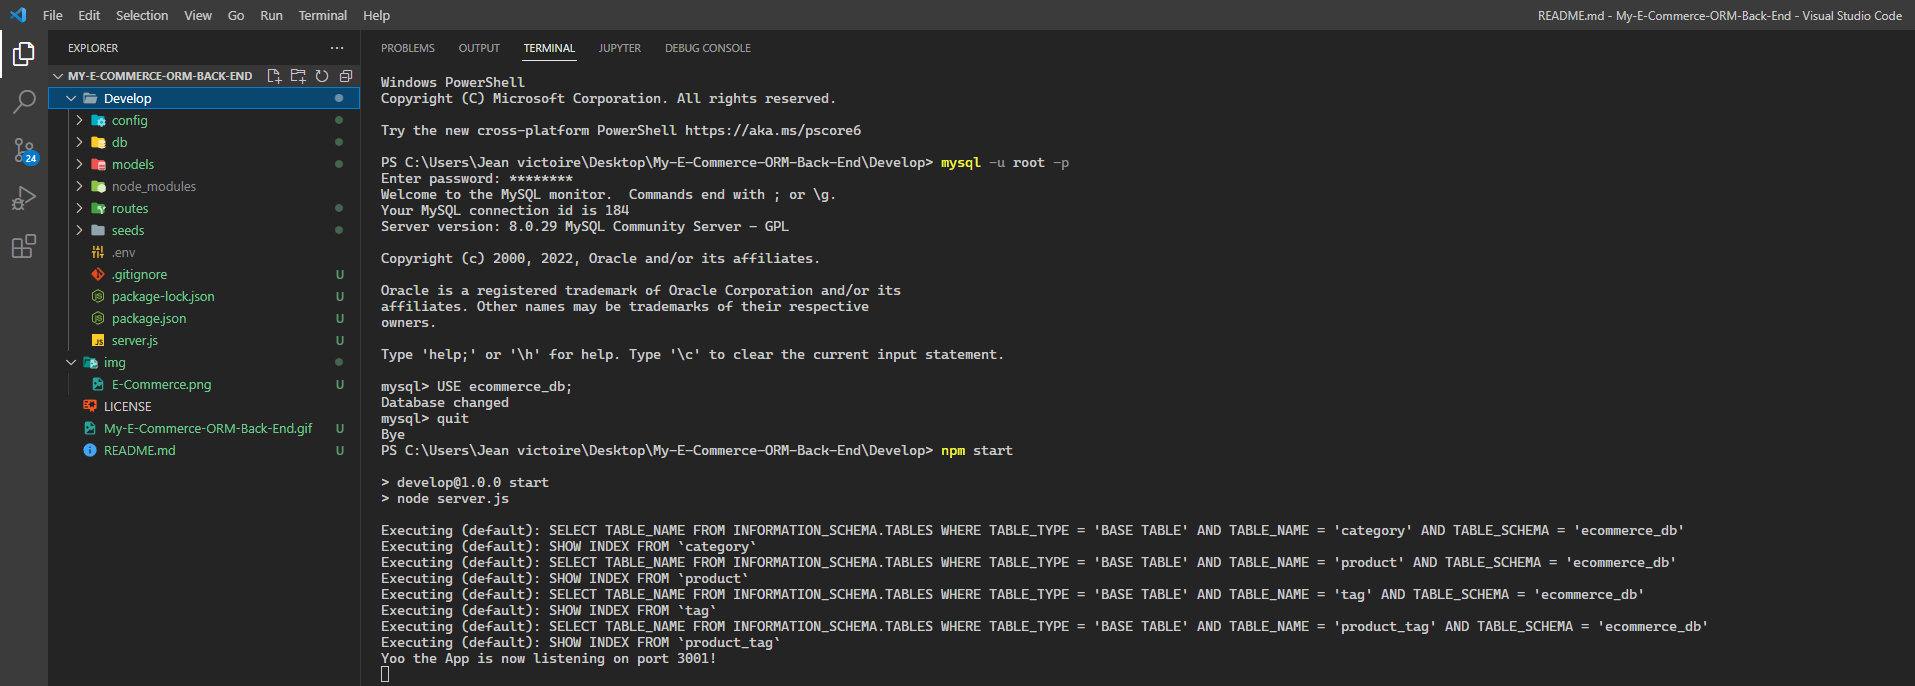 File Edit Selection View Go Run Terminal Help
README.md - My-E-Commerce-ORM-Back-End - Visual Studio Code
EXPLORER
MY-E-COMMERCE-ORM-BACK-END
Develop
config
db
models
node_modules
routes
seeds
.env
.gitignore U
package-lock.json U
package.json U
server.js U
img
E-Commerce.png U
LICENSE
My-E-Commerce-ORM-Back-End.gif U
README.md U
24
PROBLEMS OUTPUT TERMINAL JUPYTER DEBUG CONSOLE
Windows PowerShell
Copyright (C) Microsoft Corporation. All rights reserved.
Try the new cross-platform PowerShell https://aka.ms/pscore6
PS C:\Users\Jean victoire\Desktop\My-E-Commerce-ORM-Back-End\Develop> mysql -u root -p
Enter password: ********
Welcome to the MySQL monitor.  Commands end with ; or \g.
Your MySQL connection id is 184
Server version: 8.0.29 MySQL Community Server - GPL
Copyright (c) 2000, 2022, Oracle and/or its affiliates.
Oracle is a registered trademark of Oracle Corporation and/or its
affiliates. Other names may be trademarks of their respective
owners.
Type 'help;' or '\h' for help. Type '\c' to clear the current input statement.
mysql> USE ecommerce_db;
Database changed
mysql> quit
Bye
PS C:\Users\Jean victoire\Desktop\My-E-Commerce-ORM-Back-End\Develop> npm start
> develop@1.0.0 start
> node server.js
Executing (default): SELECT TABLE_NAME FROM INFORMATION_SCHEMA.TABLES WHERE TABLE_TYPE = 'BASE TABLE' AND TABLE_NAME = 'category' AND TABLE_SCHEMA = 'ecommerce_db'
Executing (default): SHOW INDEX FROM `category`
Executing (default): SELECT TABLE_NAME FROM INFORMATION_SCHEMA.TABLES WHERE TABLE_TYPE = 'BASE TABLE' AND TABLE_NAME = 'product' AND TABLE_SCHEMA = 'ecommerce_db'
Executing (default): SHOW INDEX FROM `product`
Executing (default): SELECT TABLE_NAME FROM INFORMATION_SCHEMA.TABLES WHERE TABLE_TYPE = 'BASE TABLE' AND TABLE_NAME = 'tag' AND TABLE_SCHEMA = 'ecommerce_db'
Executing (default): SHOW INDEX FROM `tag`
Executing (default): SELECT TABLE_NAME FROM INFORMATION_SCHEMA.TABLES WHERE TABLE_TYPE = 'BASE TABLE' AND TABLE_NAME = 'product_tag' AND TABLE_SCHEMA = 'ecommerce_db'
Executing (default): SHOW INDEX FROM `product_tag`
Yoo the App is now listening on port 3001!